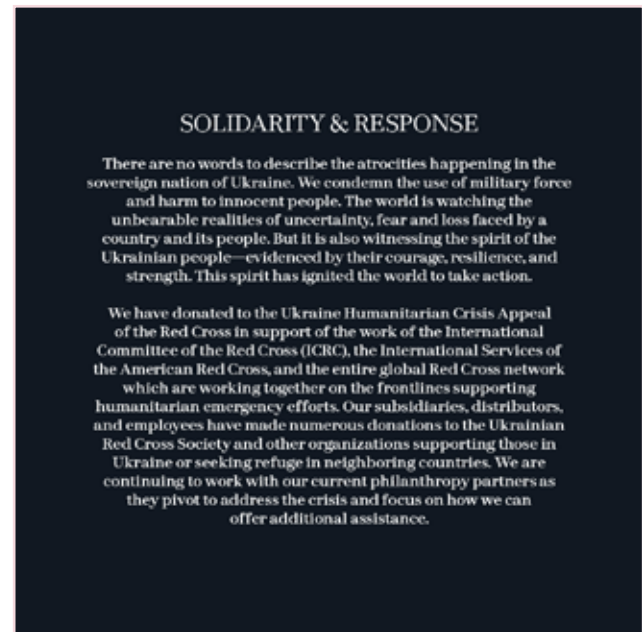 SOLIDARITY & RESPONSE
There are no words to describe the atrocities happening in the
sovereign nation of Ukraine. We condemn the use of military force
and harm to innocent people. The world is watching the
unbearable realities of uncertainty, fear and loss faced by a
country and its people. But it is also witnessing the spirit of the
Ukrainian people—evidenced by their courage, resilience, and
strength. This spirit has ignited the world to take action.
We have donated to the Ukraine Humanitarian Crisis Appeal
of the Red Cross in support of the work of the International
Committee of the Red Cross (ICRC), the International Services of
the American Red Cross, and the entire global Red Cross network
which are working together on the frontlines supporting
humanitarian emergency efforts. Our subsidiaries, distributors,
and employees have made numerous donations to the Ukrainian
Red Cross Society and other organizations supporting those in
Ukraine or seeking refuge in neighboring countries. We are
continuing to work with our current philanthropy partners as
they pivot to address the crisis and focus on how we can
offer additional assistance.